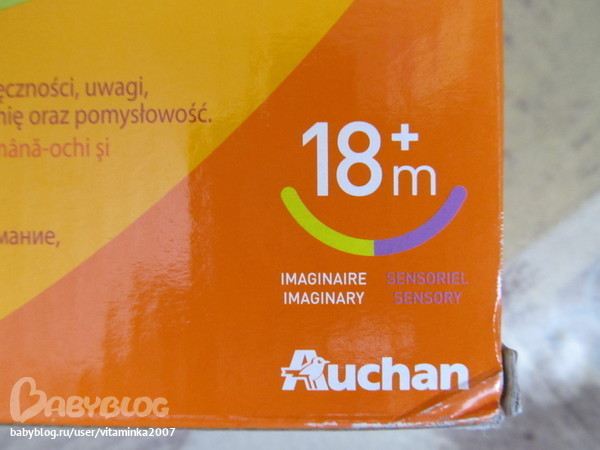 ęczności, uwagi,
nię oraz pomysłowość.
mână-ochi şi
мание,
18+
m
IMAGINAIRE SENSORIEL
IMAGINARY SENSORY
Auchan
BABYBLOG
babyblog.ru/user/vitaminka2007